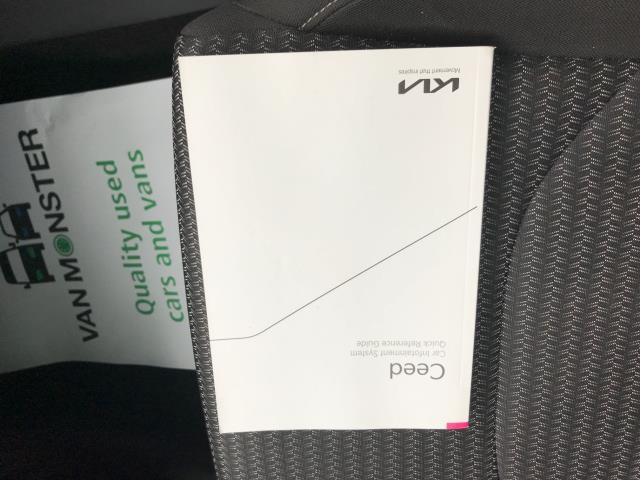 KIA
Movement that inspires
Ceed
Car Infotainment System
Quick Reference Guide
VAN MONSTER
Quality used
cars and vans